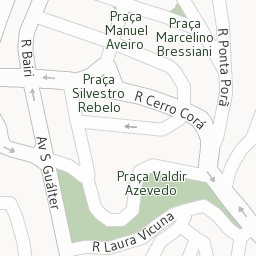 Praça
Manuel
Aveiro
Praça
Marcelino
Bressiani
R Bairi
R Ponta Porã
Praça
Silvestro
Rebelo
R Cerro Corá
Av S Guálter
Praça Valdir
Azevedo
R Laura Vicuna